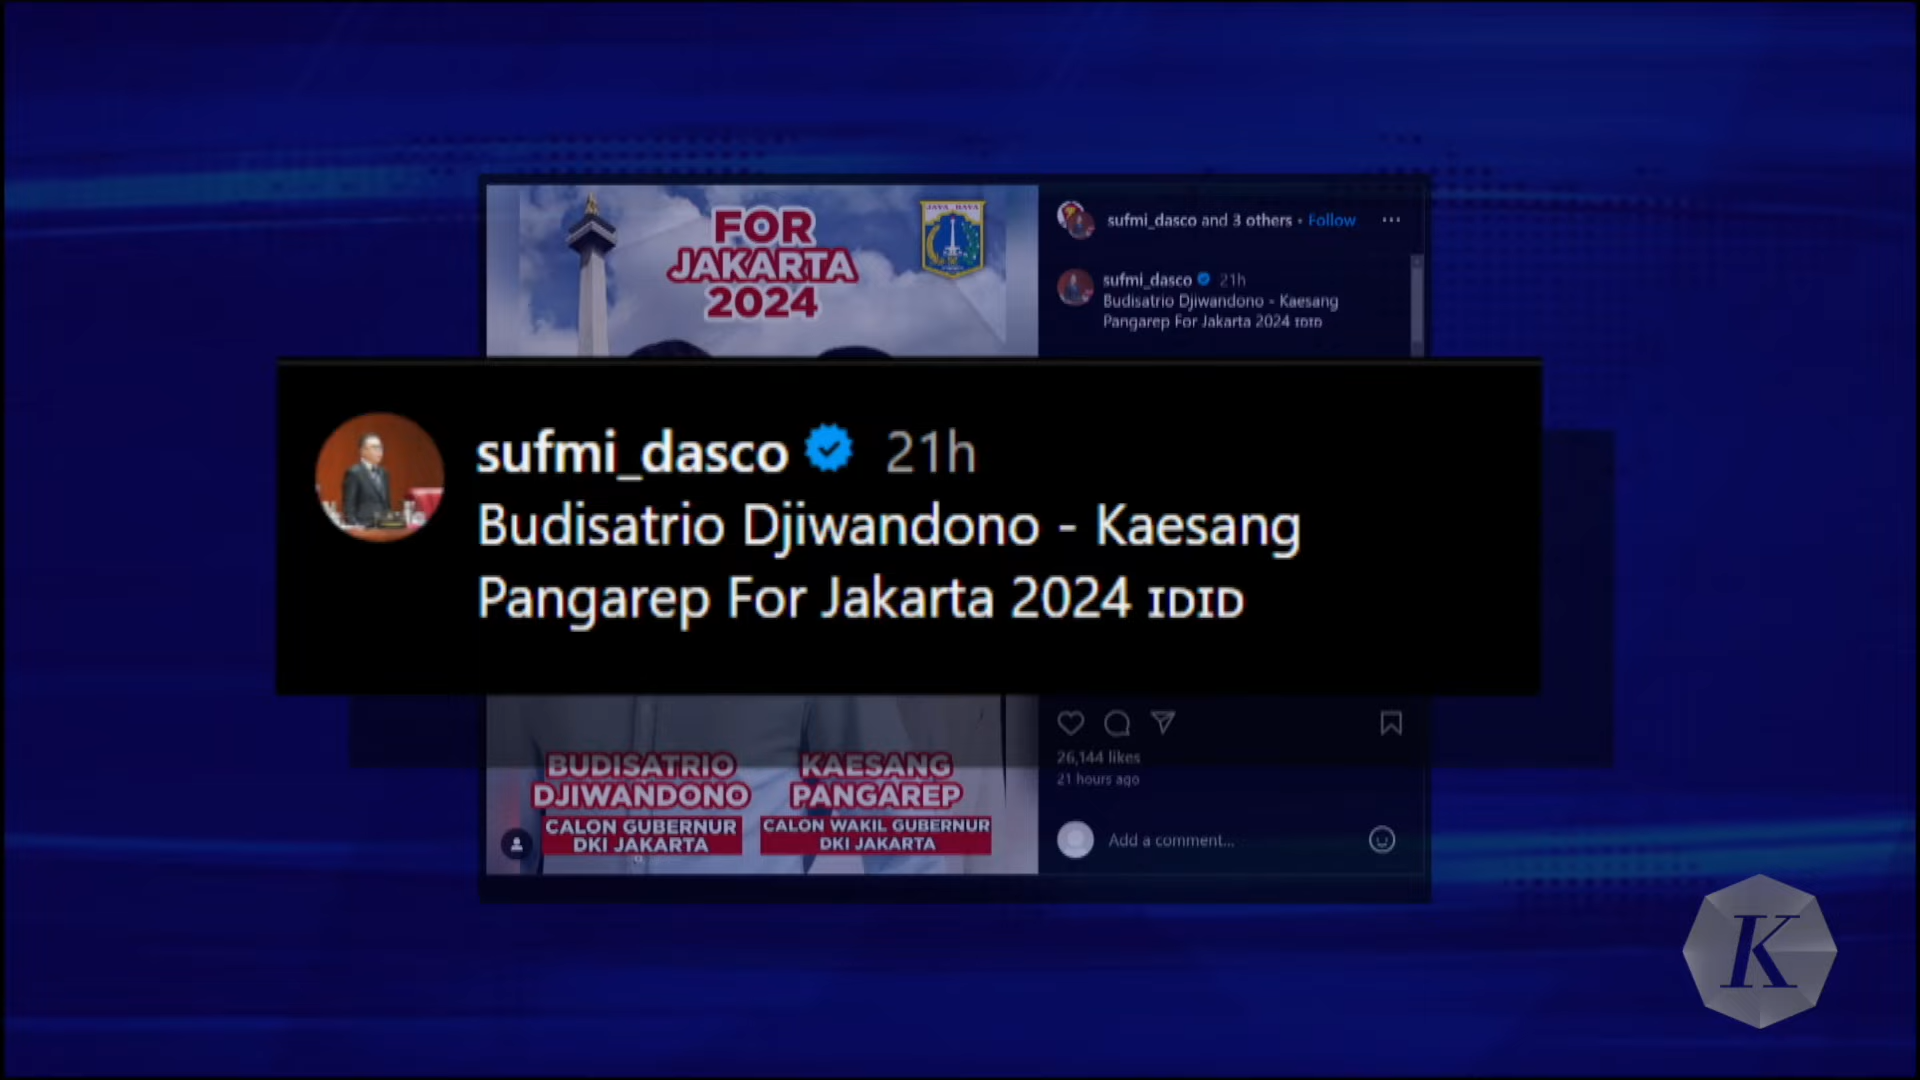 FOR
JAKARTA
2024
JAYA RAYA
sufmi_dasco and 3 others • Follow
sufmi_dasco 21h
Budisatrio Djiwandono - Kaesang
Pangarep For Jakarta 2024 IDID
sufmi_dasco 21h
Budisatrio Djiwandono - Kaesang
Pangarep For Jakarta 2024 IDID
BUDISATRIO
DJIWANDONO
CALON GUBERNUR
DKI JAKARTA
KAESANG
PANGAREP
CALON WAKIL GUBERNUR
DKI JAKARTA
26,144 likes
21 hours ago
Add a comment...
K